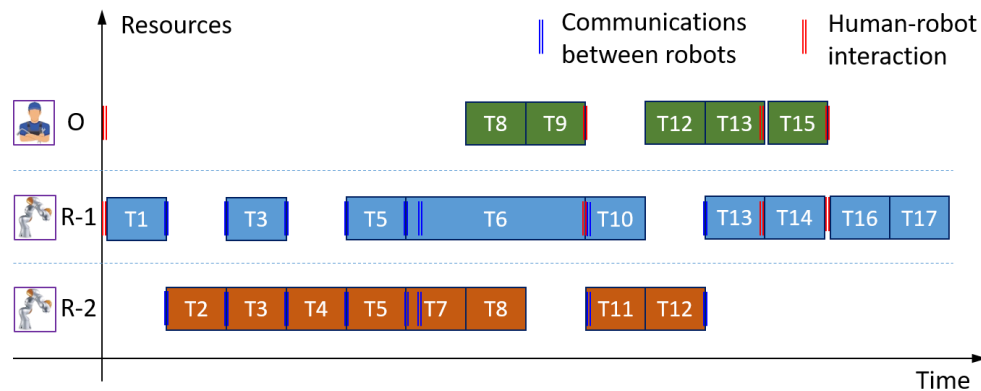 Resources
Communications
between robots
Human-robot
interaction
O
T8 T9 T12 T13 T15
R-1
T1 T3 T5 T6 T10 T13 T14 T16 T17
R-2
T2 T3 T4 T5 T7 T8 T11 T12
Time